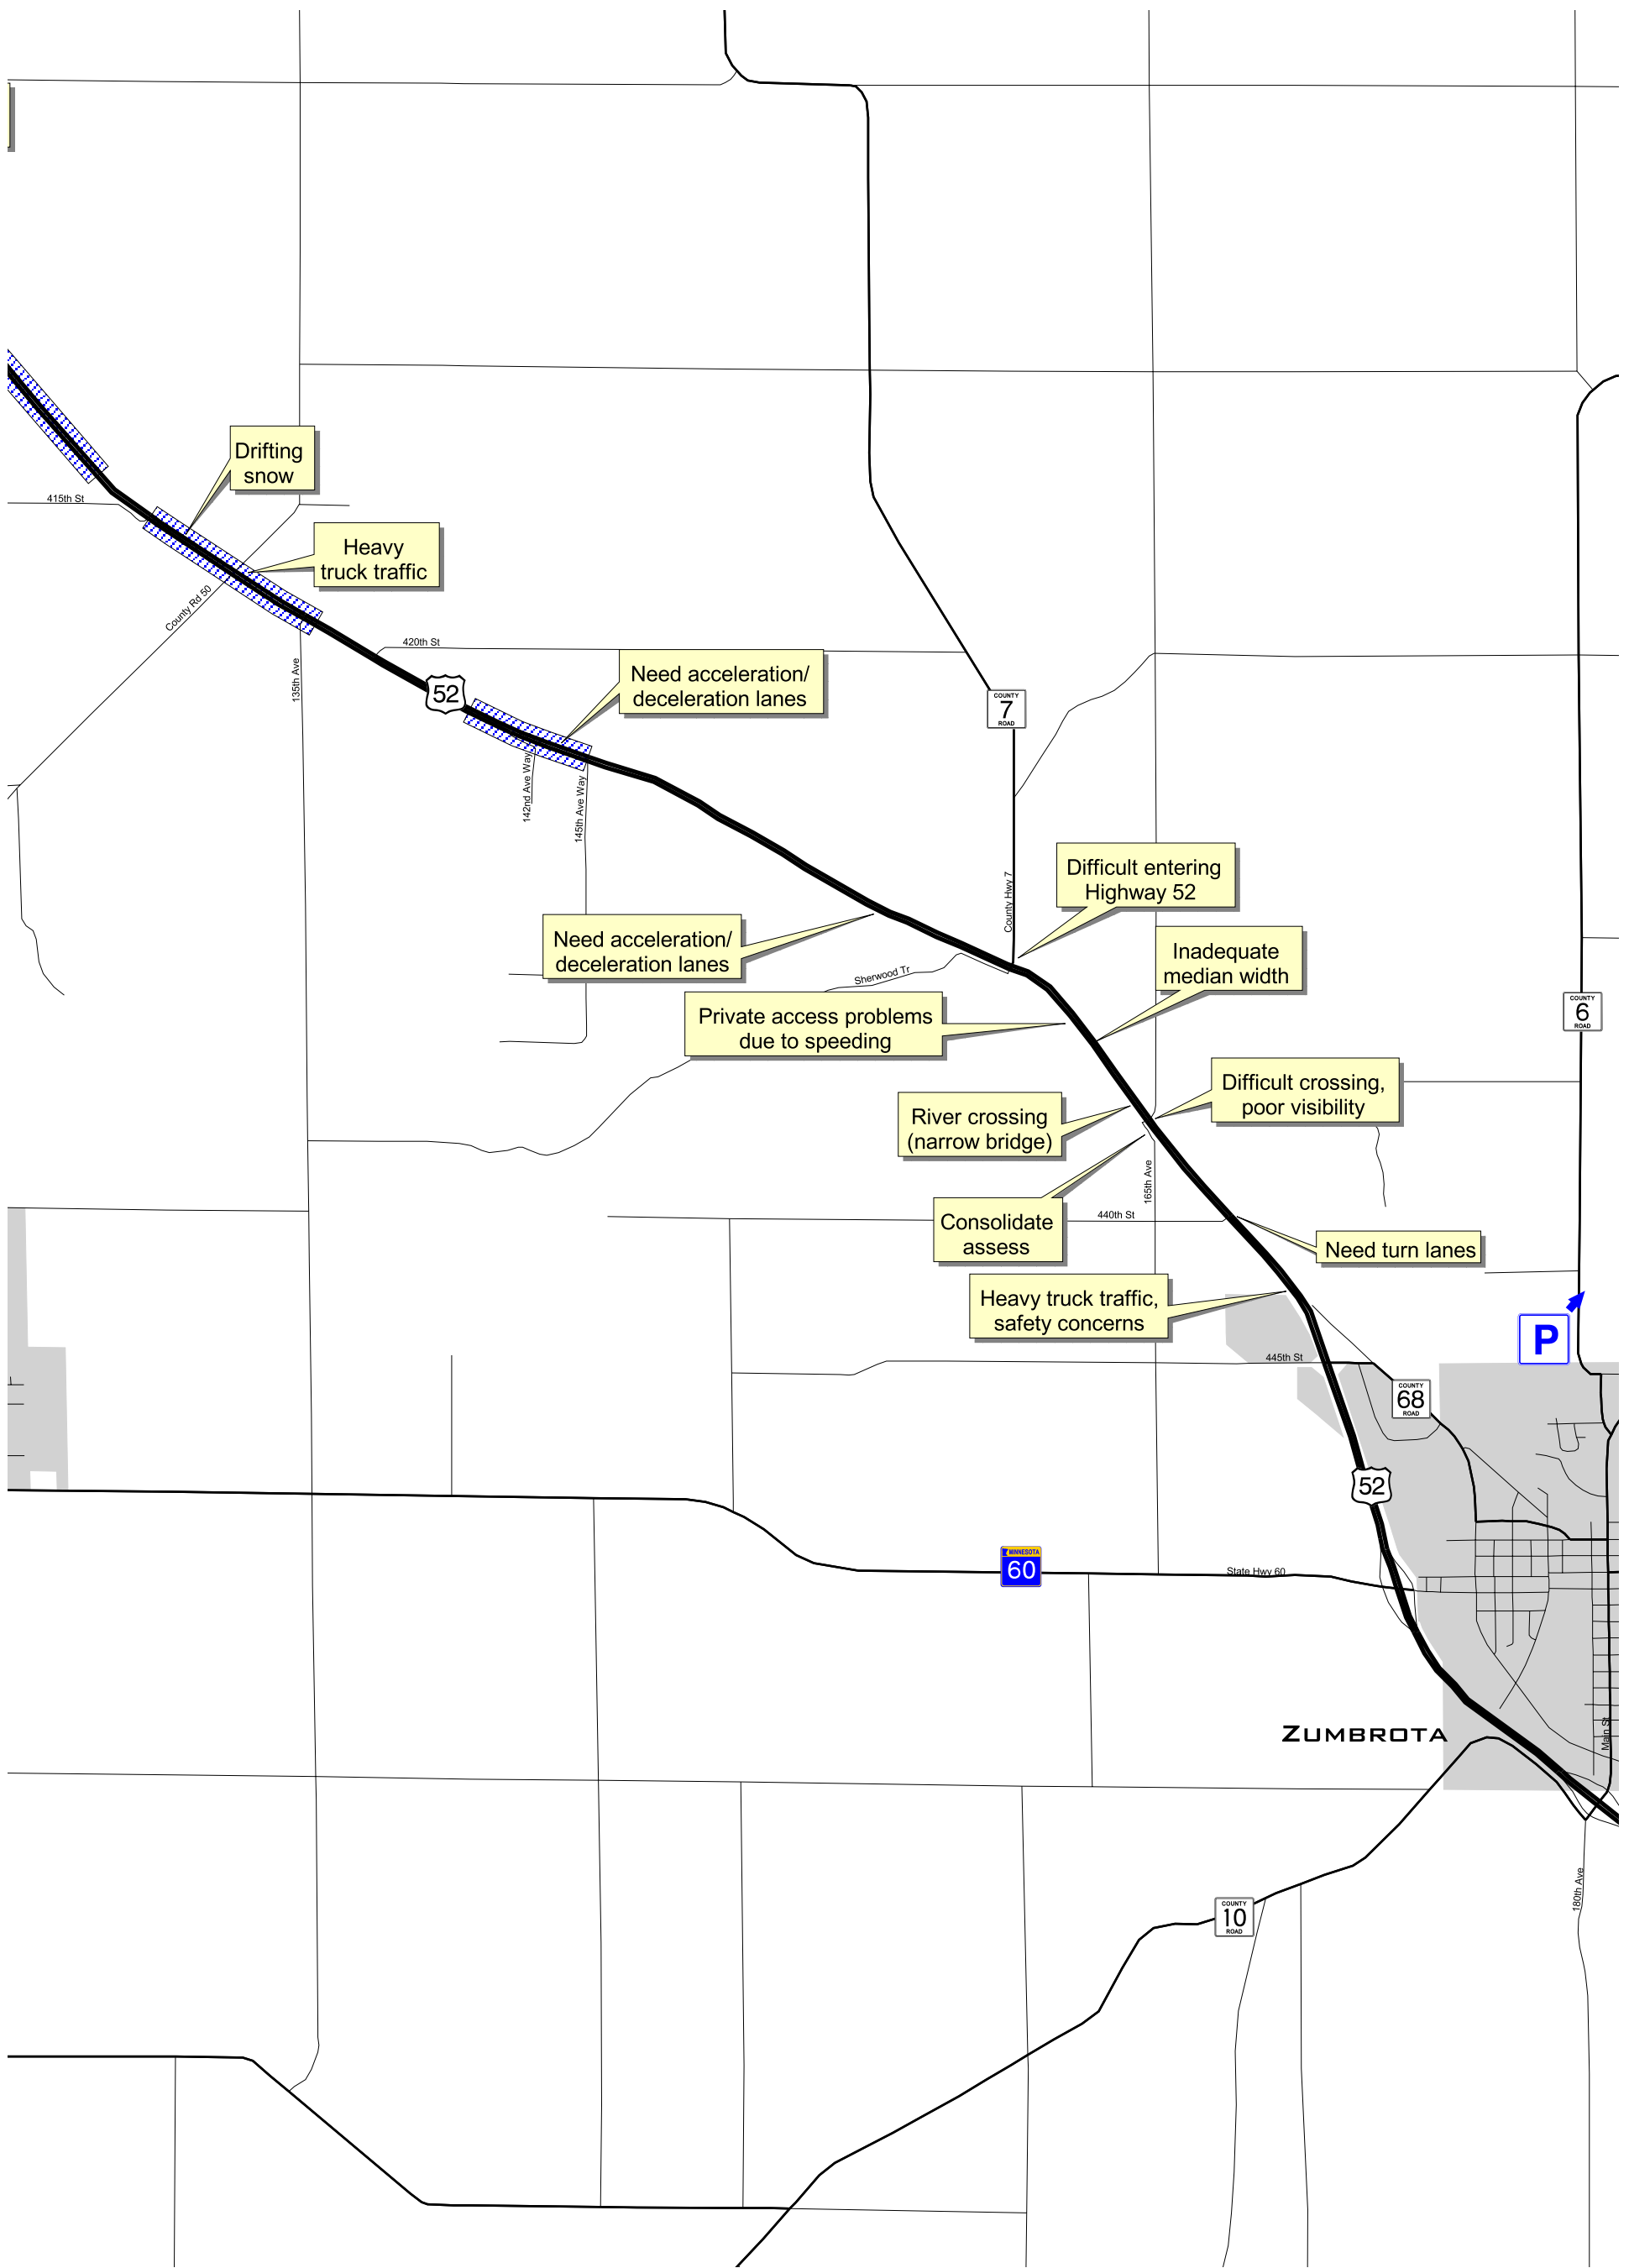 Drifting
snow
415th St
Heavy
truck traffic
County Rd 50
420th St
135th Ave
52
Need acceleration/
deceleration lanes
COUNTY
7
ROAD
142nd Ave Way
145th Ave Way
County Hwy 7
Difficult entering
Highway 52
Need acceleration/
deceleration lanes
Inadequate
median width
Sherwood Tr
Private access problems
due to speeding
COUNTY
6
ROAD
Difficult crossing,
poor visibility
River crossing
(narrow bridge)
165th Ave
Consolidate
assess
440th St
Need turn lanes
Heavy truck traffic,
safety concerns
P
445th St
COUNTY
68
ROAD
52
MINNESOTA
60
State Hwy 60
ZUMBROTA
Main St
180th Ave
COUNTY
10
ROAD